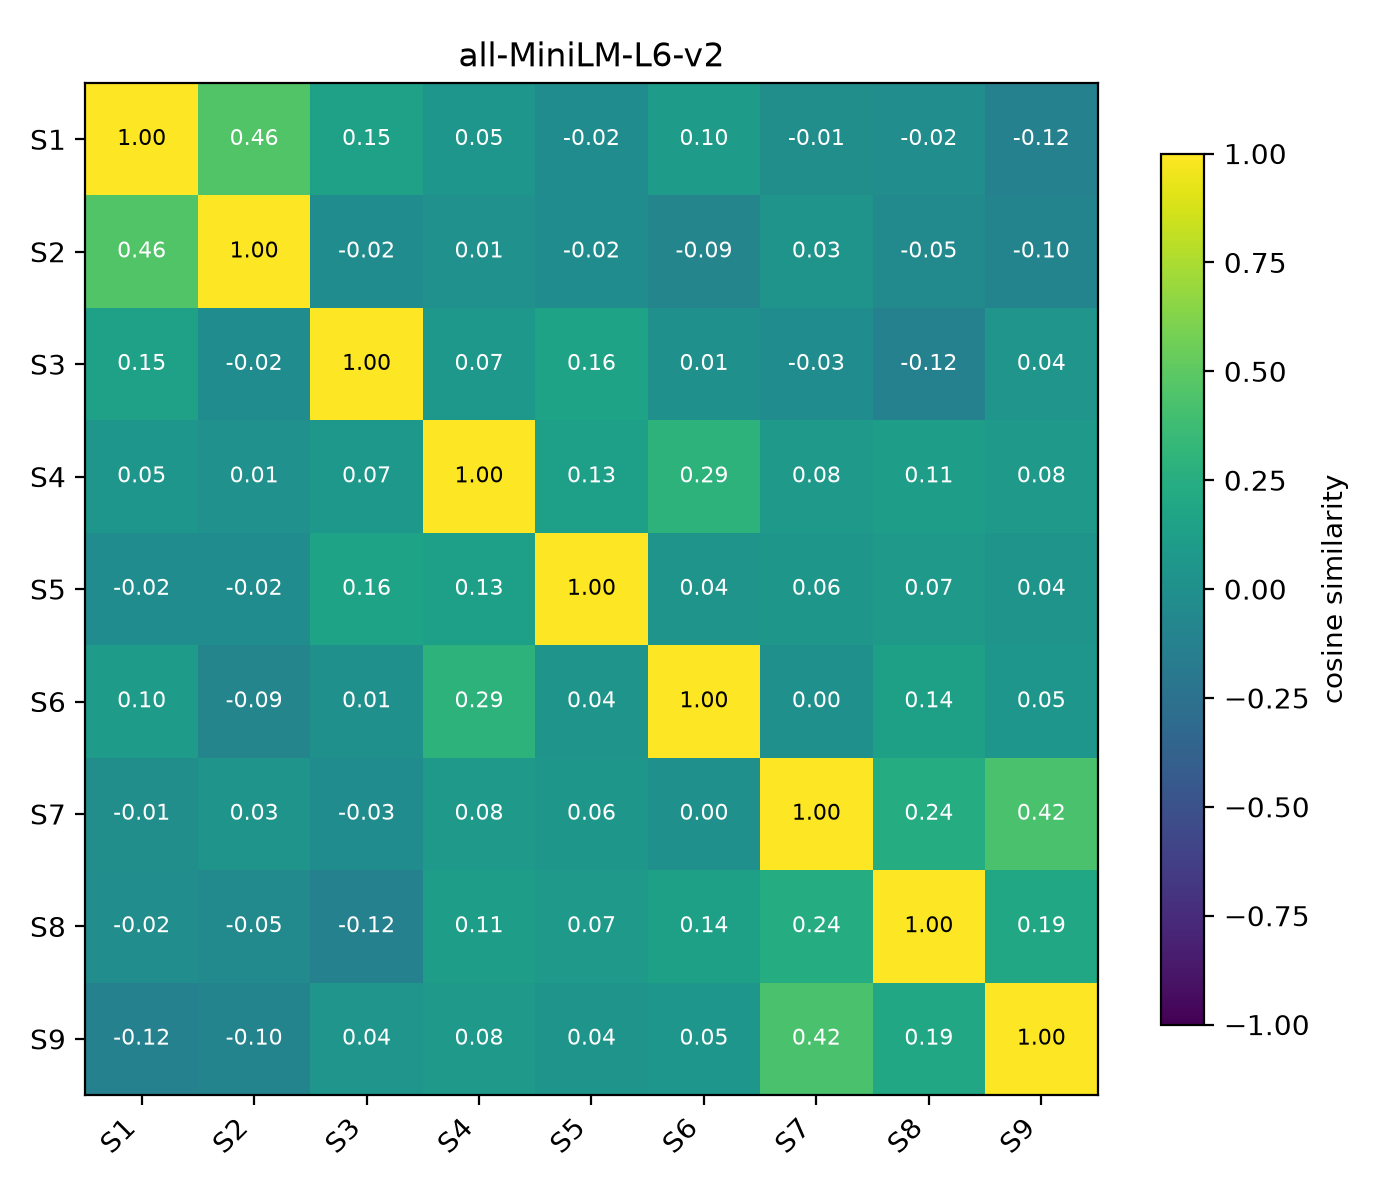 all-MiniLM-L6-v2
S1 1.00 0.46 0.15 0.05 -0.02 0.10 -0.01 -0.02 -0.12
S2 0.46 1.00 -0.02 0.01 -0.02 -0.09 0.03 -0.05 -0.10
S3 0.15 -0.02 1.00 0.07 0.16 0.01 -0.03 -0.12 0.04
S4 0.05 0.01 0.07 1.00 0.13 0.29 0.08 0.11 0.08
S5 -0.02 -0.02 0.16 0.13 1.00 0.04 0.06 0.07 0.04
S6 0.10 -0.09 0.01 0.29 0.04 1.00 0.00 0.14 0.05
S7 -0.01 0.03 -0.03 0.08 0.06 0.00 1.00 0.24 0.42
S8 -0.02 -0.05 -0.12 0.11 0.07 0.14 0.24 1.00 0.19
S9 -0.12 -0.10 0.04 0.08 0.04 0.05 0.42 0.19 1.00
S1 S2 S3 S4 S5 S6 S7 S8 S9
1.00
0.75
0.50
0.25
0.00
−0.25
−0.50
−0.75
−1.00
cosine similarity